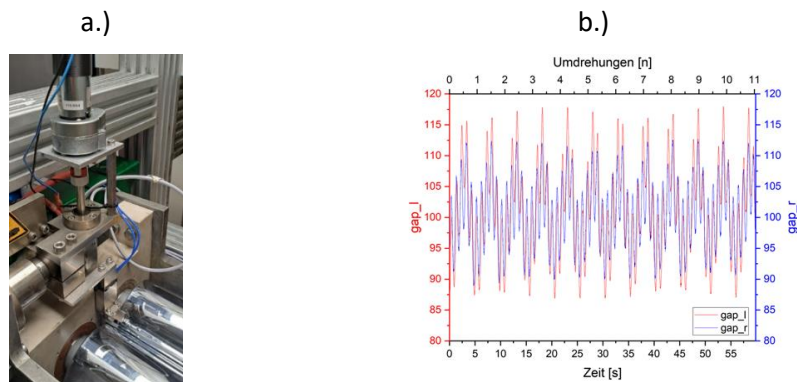 a.)
b.)
Umdrehungen [n]
0 1 2 3 4 5 6 7 8 9 10 11
120 120
115 115
110 110
105 105
100 100
95 95
90 90
85 85
80 80
gap_l
gap_r
gap_l
gap_r
0 5 10 15 20 25 30 35 40 45 50 55
Zeit [s]